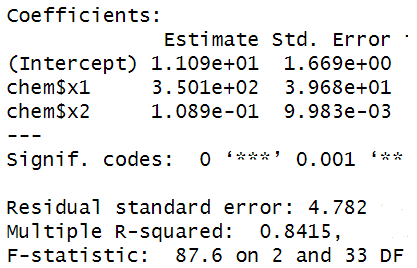 Coefficients:
Estimate Std. Error
(Intercept) 1.109e+01 1.669e+00
chem$x1 3.501e+02 3.968e+01
chem$x2 1.089e-01 9.983e-03
---
Signif. codes: 0 ‘***’ 0.001 ‘**
Residual standard error: 4.782
Multiple R-squared: 0.8415,
F-statistic: 87.6 on 2 and 33 DF